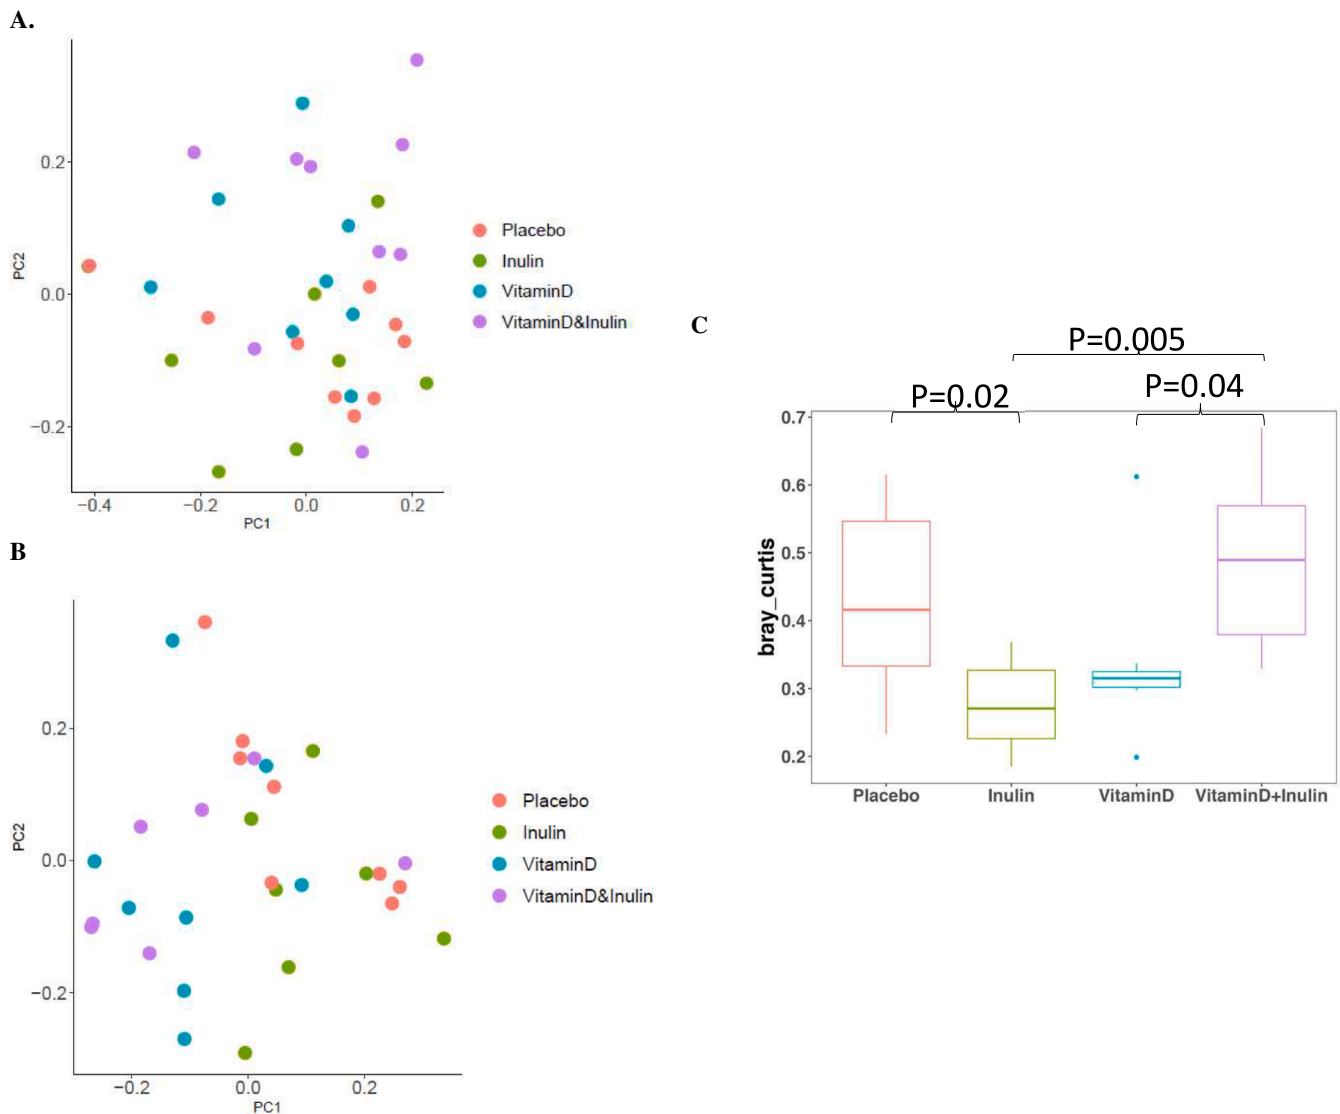 A.
PC2
0.2
0.0
−0.2
−0.4
−0.2
0.0
0.2
PC1
Placebo
Inulin
VitaminD
VitaminD&Inulin
B
PC2
0.2
0.0
−0.2
−0.2
0.0
0.2
PC1
Placebo
Inulin
VitaminD
VitaminD&Inulin
C
P=0.005
P=0.02
P=0.04
bray_curtis
0.7
0.6
0.5
0.4
0.3
0.2
Placebo
Inulin
VitaminD
VitaminD+Inulin